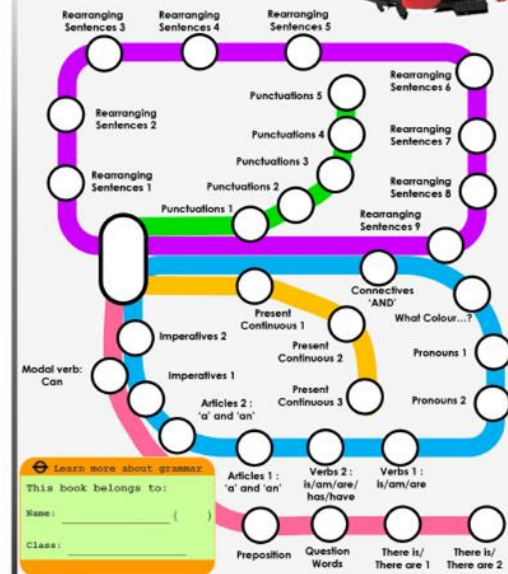 Rearranging
Sentences 3
Rearranging
Sentences 4
Rearranging
Sentences 5
Rearranging
Sentences 6
Rearranging
Sentences 2
Punctuations 5
Punctuations 4
Rearranging
Sentences 7
Punctuations 3
Rearranging
Sentences 1
Punctuations 2
Rearranging
Sentences 8
Punctuations 1
Rearranging
Sentences 9
Connectives
‘AND’
What Colour...?
Present
Continuous 1
Imperatives 2
Present
Continuous 2
Pronouns 1
Modal verb:
Can
Imperatives 1
Present
Continuous 3
Pronouns 2
Articles 2 :
‘a’ and ‘an’
Articles 1 :
‘a’ and ‘an’
Verbs 2 :
is/am/are/
has/have
Verbs 1 :
is/am/are
Learn more about grammar
This book belongs to:
Name: ____________________ (    )
Class: ____________________
Preposition
Question
Words
There is/
There are 1
There is/
There are 2